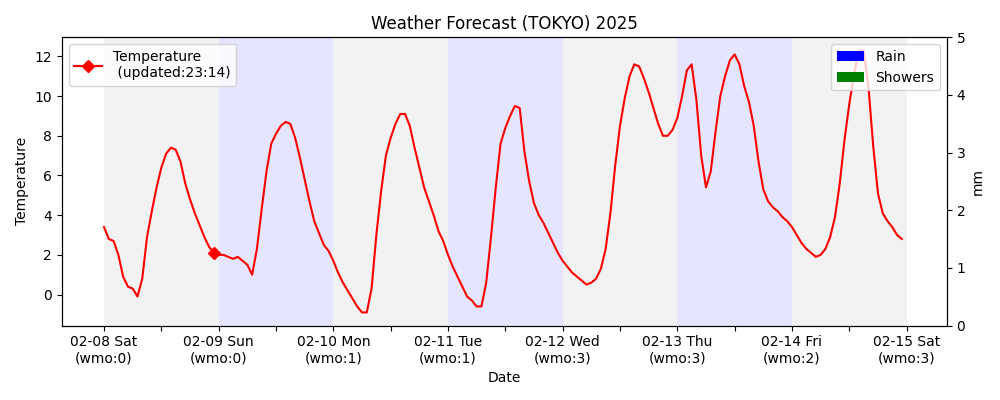 Weather Forecast (TOKYO) 2025
Temperature
(updated:23:14)
Rain
Showers
Temperature
12
10
8
6
4
2
0
5
4
3
2
1
0
mm
02-08 Sat
(wmo:0)
02-09 Sun
(wmo:0)
02-10 Mon
(wmo:1)
02-11 Tue
(wmo:1)
02-12 Wed
(wmo:3)
02-13 Thu
(wmo:3)
02-14 Fri
(wmo:2)
02-15 Sat
(wmo:3)
Date